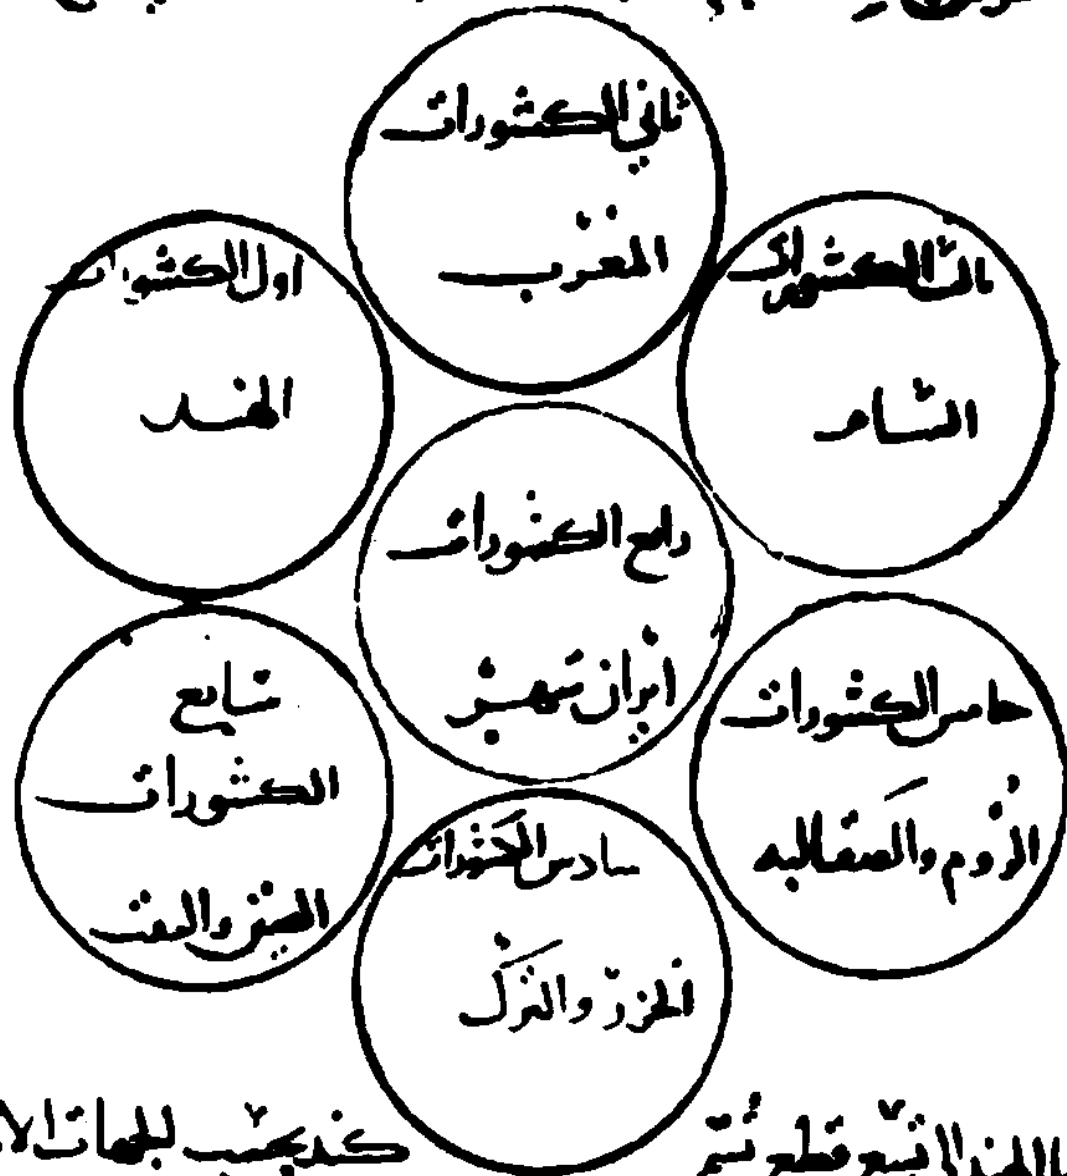 ثاني الكشورات
المغرب
اول الكشورات
الهند
ثالث الكشورات
الشام
رابع الكشورات
ايران شهر
خامس الكشورات
الروم والصقالبه
سابع
الكشورات
الصين والتبت
سادس الكشورات
الخزر والترك
قطع